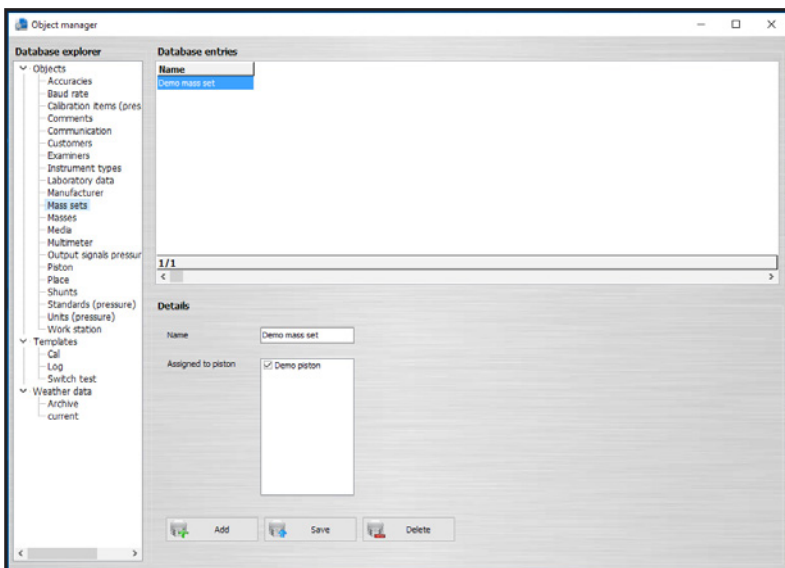 Object manager
Database explorer
Objects
Accuracies
Baud rate
Calibration items (pres
Comments
Communication
Customers
Examiners
Instrument types
Laboratory data
Manufacturer
Mass sets
Masses
Media
Multimeter
Output signals pressur
Piston
Place
Shunts
Standards (pressure)
Units (pressure)
Work station
Templates
Cal
Log
Switch test
Weather data
Archive
current
Database entries
Name
Demo mass set
1/1
Details
Name
Demo mass set
Assigned to piston
Demo piston
Add
Save
Delete